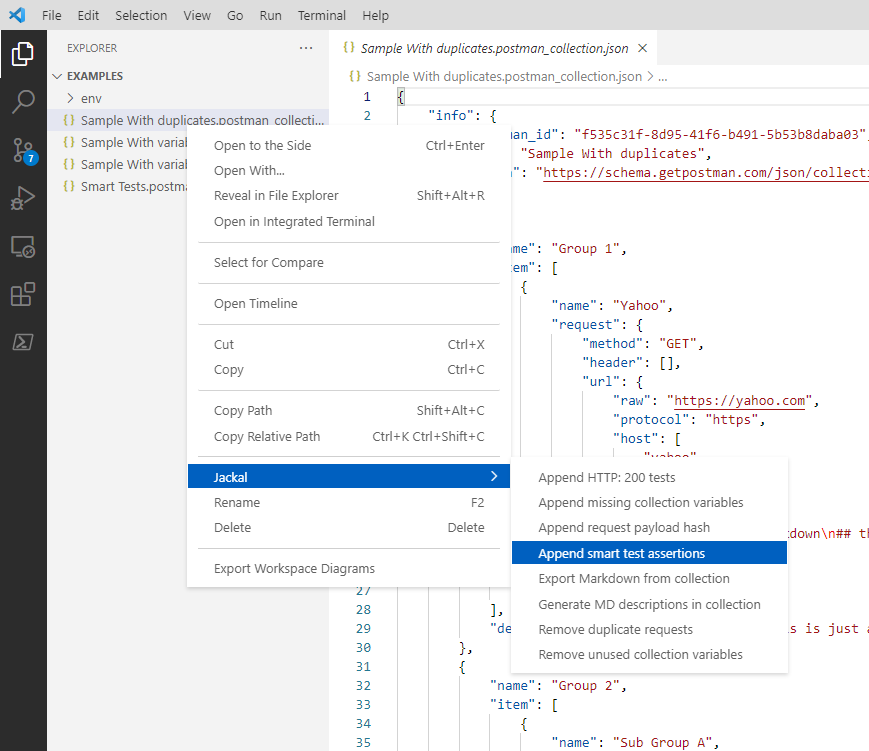 File Edit Selection View Go Run Terminal Help
EXPLORER ...
{} Sample With duplicates.postman_collection.json ×
EXAMPLES
{} Sample With duplicates.postman_collection.json > ...
> env
{} Sample With duplicates.postman_collecti...
{} Sample With varial
{} Sample With varial
{} Smart Tests.postma
7
1 {
2 "info": {
man_id": "f535c31f-8d95-41f6-b491-5b53b8daba03",
"Sample With duplicates",
": "https://schema.getpostman.com/json/collecti
me": "Group 1",
em": [
{
"name": "Yahoo",
"request": {
"method": "GET",
"header": [],
"url": {
"raw": "https://yahoo.com",
"protocol": "https",
"host": [
"yahoo"
Open to the Side Ctrl+Enter
Open With...
Reveal in File Explorer Shift+Alt+R
Open in Integrated Terminal
Select for Compare
Open Timeline
Cut Ctrl+X
Copy Ctrl+C
Copy Path Shift+Alt+C
Copy Relative Path Ctrl+K Ctrl+Shift+C
Jackal >
Rename F2
Delete Delete
Export Workspace Diagrams
Append HTTP: 200 tests
Append missing collection variables
Append request payload hash
Append smart test assertions
Export Markdown from collection
Generate MD descriptions in collection
Remove duplicate requests
Remove unused collection variables
down\n## th
27
28 ],
29 "de s is just a
30 },
31 {
32 "name": "Group 2",
33 "item": [
34 {
35 "name": "Sub Group A",